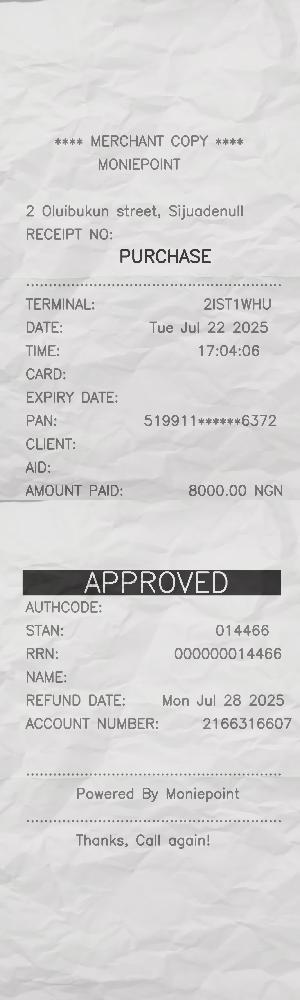 **** MERCHANT COPY ****
MONIEPOINT
2 Oluibukun street, Sijuadenull
RECEIPT NO:
PURCHASE
TERMINAL: 2IST1WHU
DATE: Tue Jul 22 2025
TIME: 17:04:06
CARD:
EXPIRY DATE:
PAN: 519911******6372
CLIENT:
AID:
AMOUNT PAID: 8000.00 NGN
APPROVED
AUTHCODE:
STAN: 014466
RRN: 000000014466
NAME:
REFUND DATE: Mon Jul 28 2025
ACCOUNT NUMBER: 2166316607
Powered By Moniepoint
Thanks, Call again!